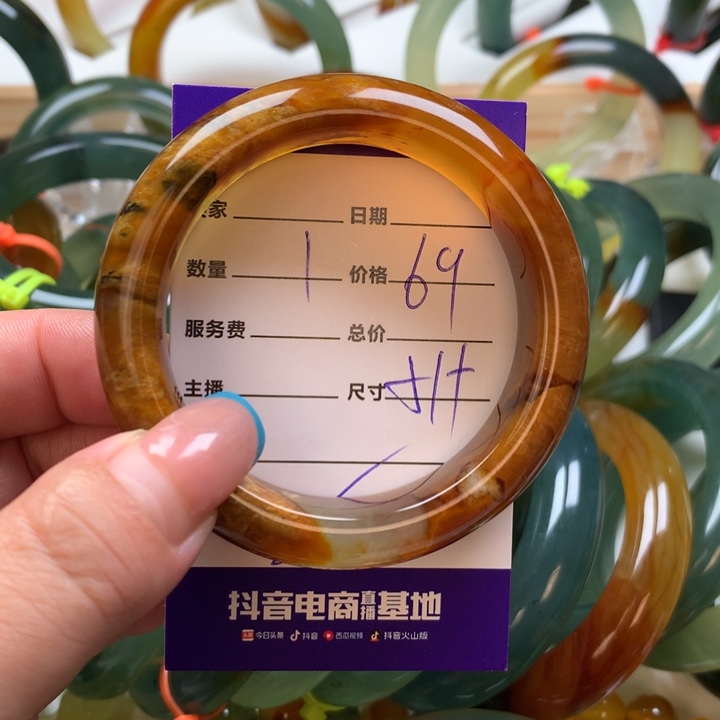 家 日期
数量 1 价格 69
服务费 总价
主播 尺寸
抖音电商直播基地
今日头条 抖音 西瓜视频 抖音火山版